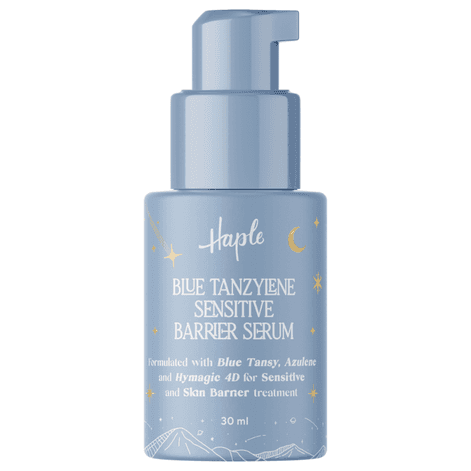 Haple
BLUE TANZYLENE
SENSITIVE
BARRIER SERUM
Formulated with Blue Tansy, Azulene
and Hymagic 4D for Sensitive
and Skin Barrier treatment
30 ml